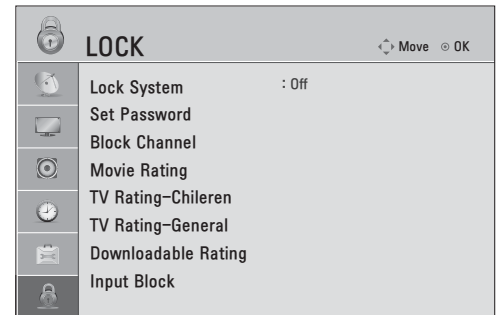 LOCK
Move OK
Lock System : Off
Set Password
Block Channel
Movie Rating
TV Rating-Chileren
TV Rating-General
Downloadable Rating
Input Block